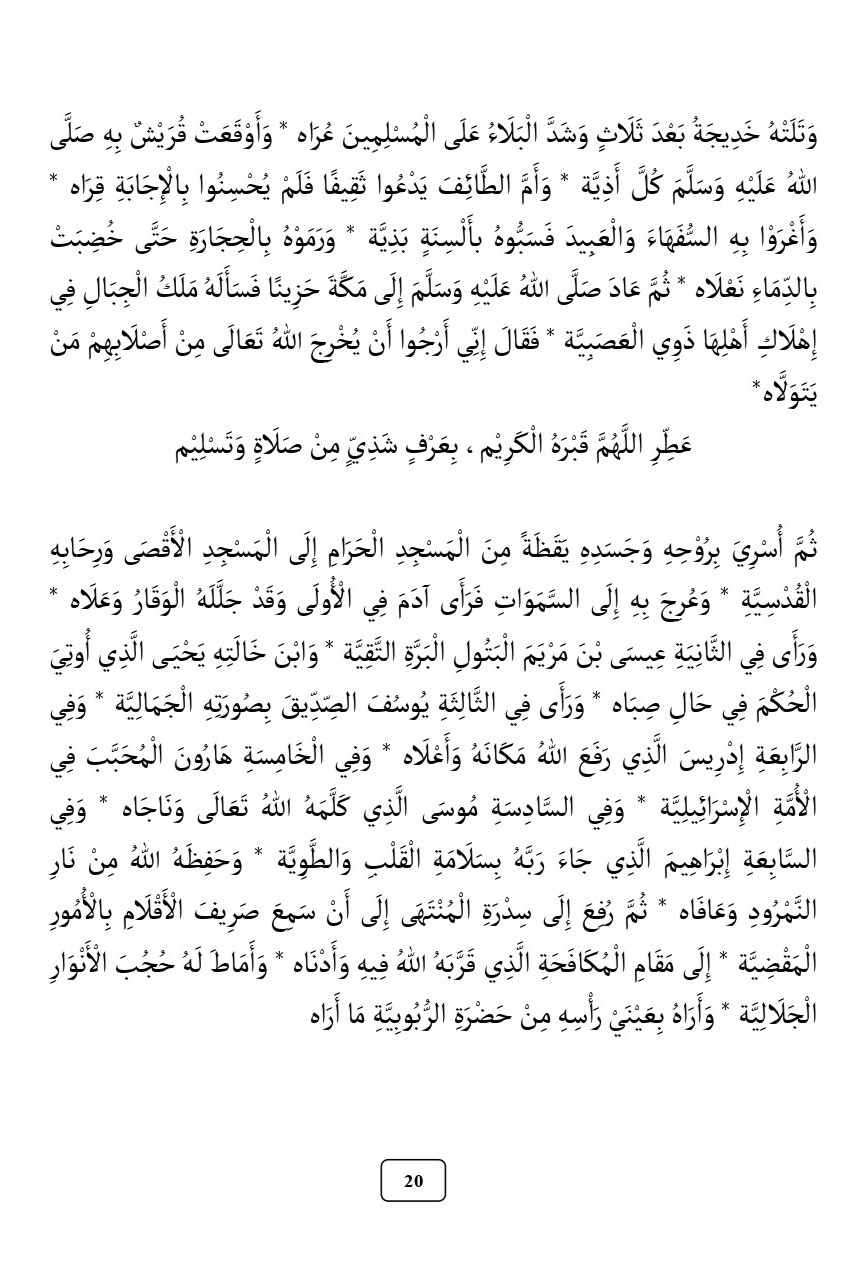 وَتَلَتْهُ خَدِيجَةُ بَعْدَ ثَلَاثٍ وَشَدَّ الْبَلَاءُ عَلَى الْمُسْلِمِينَ عُرَاه * وَأَوْقَعَتْ قُرَيْشٌ بِهِ صَلَّى
اللهُ عَلَيْهِ وَسَلَّمَ كُلَّ أَذِيَّة * وَأَمَّ الطَّائِفَ يَدْعُوا ثَقِيفًا فَلَمْ يُحْسِنُوا بِالْإِجَابَةِ قِرَاه *
وَأَغْرَوْا بِهِ السُّفَهَاءَ وَالْعَبِيدَ فَسَبُّوهُ بأَلْسِنَةٍ بَذِيَّة * وَرَمَوْهُ بِالْحِجَارَةِ حَتَّى خُضِبَتْ
بِالدِّمَاءِ نَعْلَاه * ثُمَّ عَادَ صَلَّى اللهُ عَلَيْهِ وَسَلَّمَ إِلَى مَكَّةَ حَزِينًا فَسَأَلَهُ مَلَكُ الْجِبَالِ فِي
إِهْلَاكِ أَهْلِهَا ذَوِي الْعَصَبِيَّة * فَقَالَ إِنِّي أَرْجُوا أَنْ يُخْرِجَ اللهُ تَعَالَى مِنْ أَصْلَابِهِمْ مَنْ
يَتَوَلَّاه*
عَطِّرِ اللَّهُمَّ قَبْرَهُ الْكَرِيْم ، بِعَرْفٍ شَذِيٍّ مِنْ صَلَاةٍ وَتَسْلِيْم
ثُمَّ أُسْرِيَ بِرُوْحِهِ وَجَسَدِهِ يَقَظَةً مِنَ الْمَسْجِدِ الْحَرَامِ إِلَى الْمَسْجِدِ الْأَقْصَى وَرِحَابِهِ
الْقُدْسِيَّةِ * وَعُرِجَ بِهِ إِلَى السَّمَوَاتِ فَرَأَى آدَمَ فِي الْأُولَى وَقَدْ جَلَّلَهُ الْوَقَارُ وَعَلَاه *
وَرَأَى فِي الثَّانِيَةِ عِيسَى بْنَ مَرْيَمَ الْبَتُولِ الْبَرَّةِ التَّقِيَّة * وَابْنَ خَالَتِهِ يَحْيَى الَّذِي أُوتِيَ
الْحُكْمَ فِي حَالِ صِبَاه * وَرَأَى فِي الثَّالِثَةِ يُوسُفَ الصِّدِّيقَ بِصُورَتِهِ الْجَمَالِيَّة * وَفِي
الرَّابِعَةِ إِدْرِيسَ الَّذِي رَفَعَ اللهُ مَكَانَهُ وَأَعْلَاه * وَفِي الْخَامِسَةِ هَارُونَ الْمُحَبَّبَ فِي
الْأُمَّةِ الْإِسْرَائِيلِيَّة * وَفِي السَّادِسَةِ مُوسَى الَّذِي كَلَّمَهُ اللهُ تَعَالَى وَنَاجَاه * وَفِي
السَّابِعَةِ إِبْرَاهِيمَ الَّذِي جَاءَ رَبَّهُ بِسَلَامَةِ الْقَلْبِ وَالطَّوِيَّة * وَحَفِظَهُ اللهُ مِنْ نَارِ
النَّمْرُودِ وَعَافَاه * ثُمَّ رُفِعَ إِلَى سِدْرَةِ الْمُنْتَهَى إِلَى أَنْ سَمِعَ صَرِيفَ الْأَقْلَامِ بِالْأُمُورِ
الْمَقْضِيَّة * إِلَى مَقَامِ الْمُكَافَحَةِ الَّذِي قَرَّبَهُ اللهُ فِيهِ وَأَدْنَاه * وَأَمَاطَ لَهُ حُجُبَ الْأَنْوَارِ
الْجَلَالِيَّة * وَأَرَاهُ بِعَيْنَيْ رَأْسِهِ مِنْ حَضْرَةِ الرُّبُوبِيَّةِ مَا أَرَاه
20